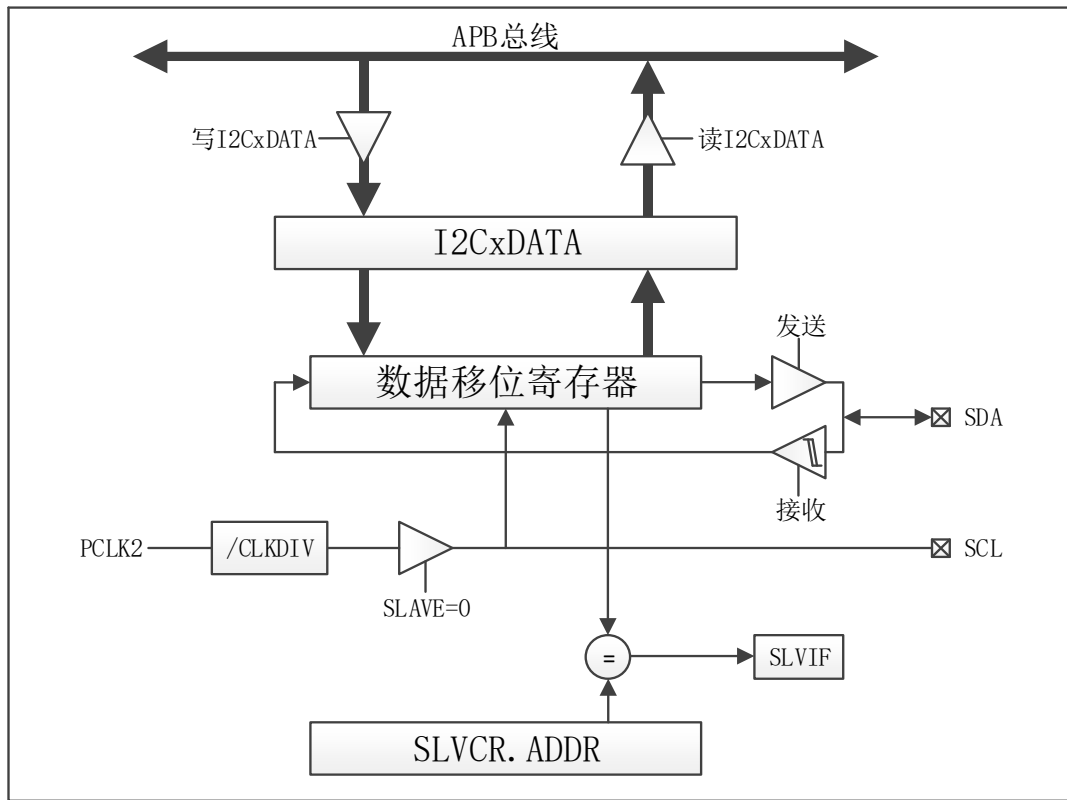 APB总线
写I2CxDATA
读I2CxDATA
I2CxDATA
发送
数据移位寄存器
SDA
接收
PCLK2
/CLKDIV
SCL
SLAVE=0
=
SLVIF
SLVCR.ADDR